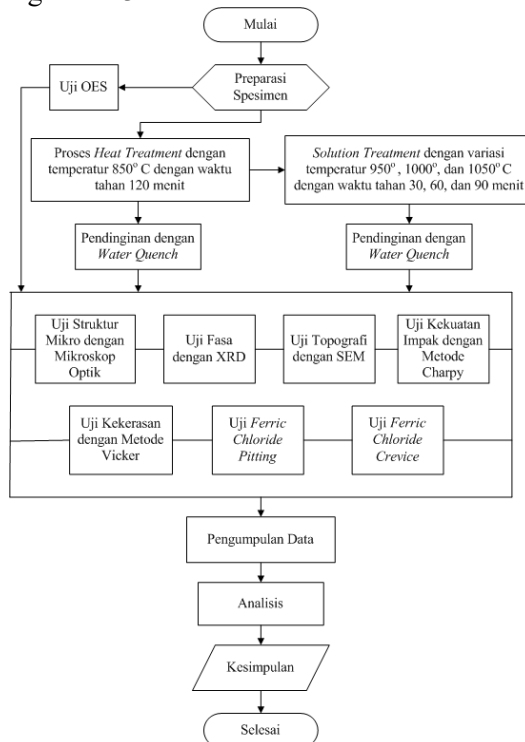 Mulai
Uji OES
Preparasi
Spesimen
Proses Heat Treatment dengan
temperatur 850° C dengan waktu
tahan 120 menit
Solution Treatment dengan variasi
temperatur 950°, 1000°, dan 1050° C
dengan waktu tahan 30, 60, dan 90 menit
Pendinginan dengan
Water Quench
Pendinginan dengan
Water Quench
Uji Struktur
Mikro dengan
Mikroskop
Optik
Uji Fasa
dengan XRD
Uji Topografi
dengan SEM
Uji Kekuatan
Impak dengan
Metode
Charpy
Uji Kekerasan
dengan Metode
Vicker
Uji Ferric
Chloride
Pitting
Uji Ferric
Chloride
Crevice
Pengumpulan Data
Analisis
Kesimpulan
Selesai